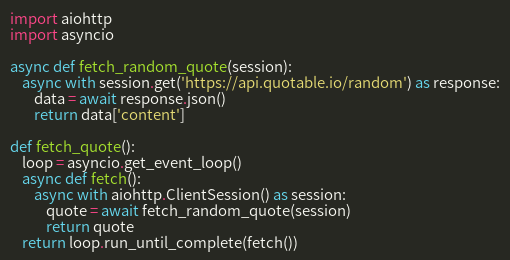 import aiohttp
import asyncio

async def fetch_random_quote(session):
    async with session.get('https://api.quotable.io/random') as response:
        data = await response.json()
        return data['content']

def fetch_quote():
    loop = asyncio.get_event_loop()
    async def fetch():
        async with aiohttp.ClientSession() as session:
            quote = await fetch_random_quote(session)
            return quote
    return loop.run_until_complete(fetch())